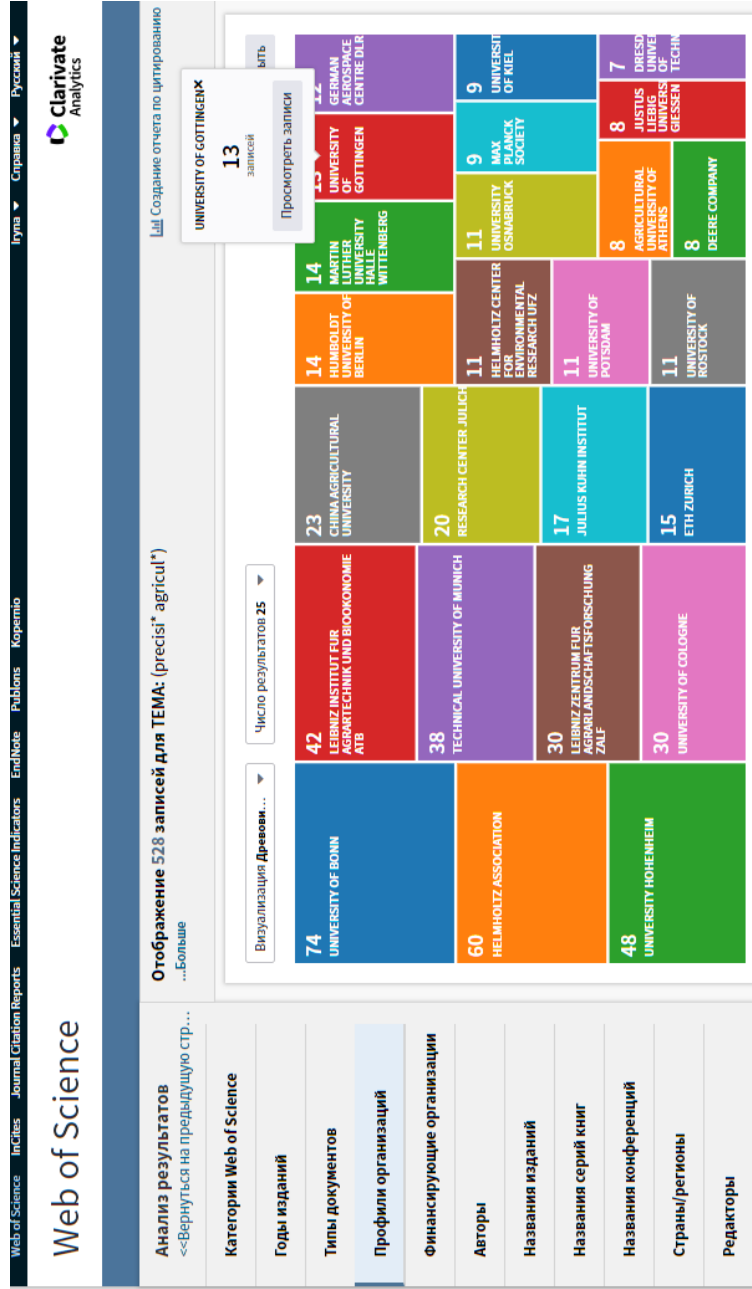 Web of Science InCites Journal Citation Reports Essential Science Indicators EndNote Publons Kopernio Iryna Справка Русский
Web of Science
Clarivate
Analytics
Анализ результатов
<<Вернуться на предыдущую стр...
Категории Web of Science
Годы изданий
Типы документов
Профили организаций
Финансирующие организации
Авторы
Названия изданий
Названия серий книг
Названия конференций
Страны/регионы
Редакторы
Отображение 528 записей для ТЕМА: (precisi* agricul*)
...Больше
Создание отчета по цитированию
Визуализация Древови...
Число результатов 25
ыть
UNIVERSITY OF GOTTINGEN×
13
записей
Просмотреть записи
74
UNIVERSITY OF BONN
60
HELMHOLTZ ASSOCIATION
48
UNIVERSITY HOHENHEIM
42
LEIBNIZ INSTITUT FUR
AGRARTECHNIK UND BIOOKONOMIE
ATB
38
TECHNICAL UNIVERSITY OF MUNICH
30
LEIBNIZ ZENTRUM FUR
AGRARLANDSCHAFTSFORSCHUNG
ZALF
30
UNIVERSITY OF COLOGNE
23
CHINA AGRICULTURAL
UNIVERSITY
20
RESEARCH CENTER JULICH
17
JULIUS KUHN INSTITUT
15
ETH ZURICH
14
HUMBOLDT
UNIVERSITY OF
BERLIN
14
MARTIN
LUTHER
UNIVERSITY
HALLE
WITTENBERG
13
UNIVERSITY
OF
GOTTINGEN
12
GERMAN
AEROSPACE
CENTRE DLR
11
HELMHOLTZ CENTER
FOR
ENVIRONMENTAL
RESEARCH UFZ
11
UNIVERSITY OF
POTSDAM
11
UNIVERSITY OF
ROSTOCK
11
UNIVERSITY
OSNABRUCK
9
MAX
PLANCK
SOCIETY
9
UNIVERSIT
OF KIEL
8
AGRICULTURAL
UNIVERSITY OF
ATHENS
8
DEERE COMPANY
8
JUSTUS
LIEBIG
UNIVERS
GIESSEN
7
DRESD
UNIVE
OF
TECHN